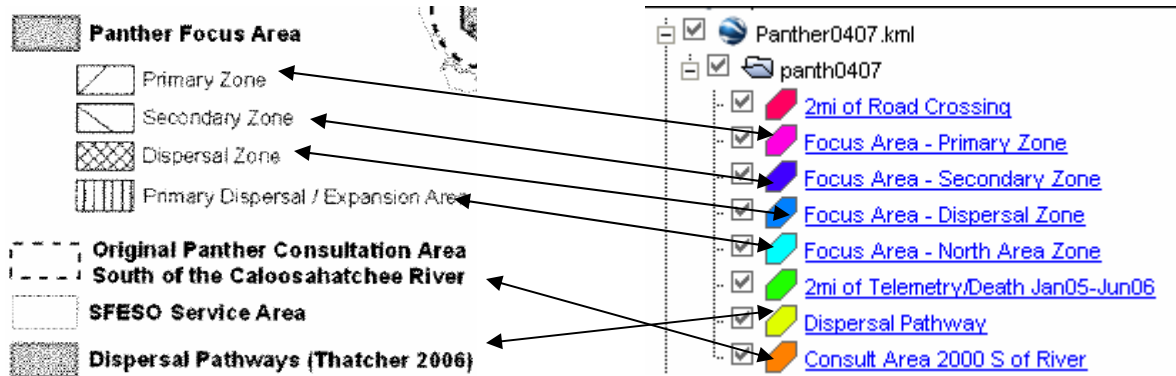 Panther Focus Area
Primary Zone
Secondary Zone
Dispersal Zone
Primary Dispersal / Expansion Area
Original Panther Consultation Area
South of the Caloosahatchee River
SFESO Service Area
Dispersal Pathways (Thatcher 2006)
Panther0407.kml
panth0407
2mi of Road Crossing
Focus Area - Primary Zone
Focus Area - Secondary Zone
Focus Area - Dispersal Zone
Focus Area - North Area Zone
2mi of Telemetry/Death Jan05-Jun06
Dispersal Pathway
Consult Area 2000 S of River